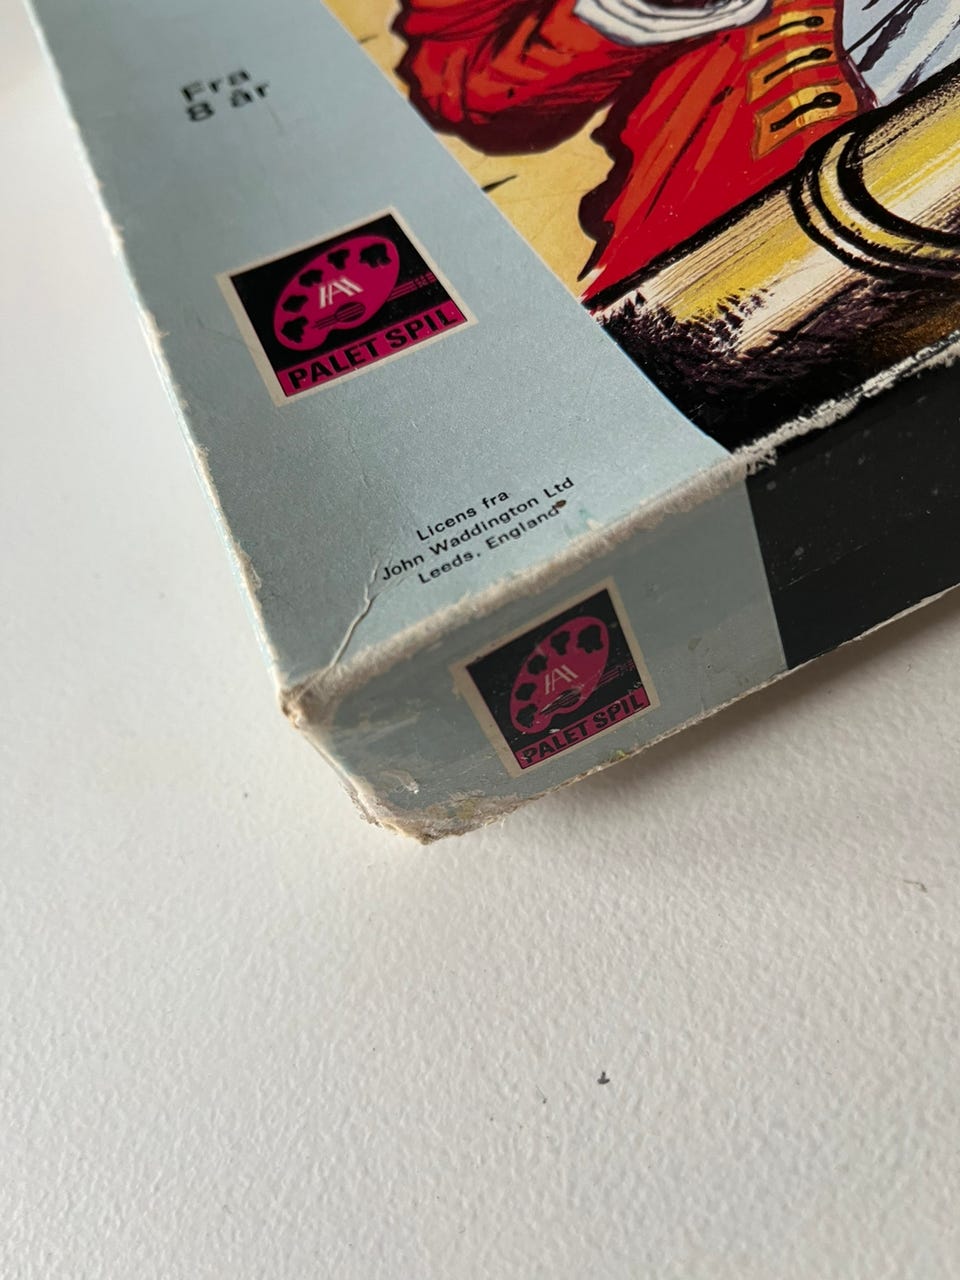 Fra
8 år
PALET SPIL
Licens fra
John Waddington Ltd
Leeds, England
PALET SPIL